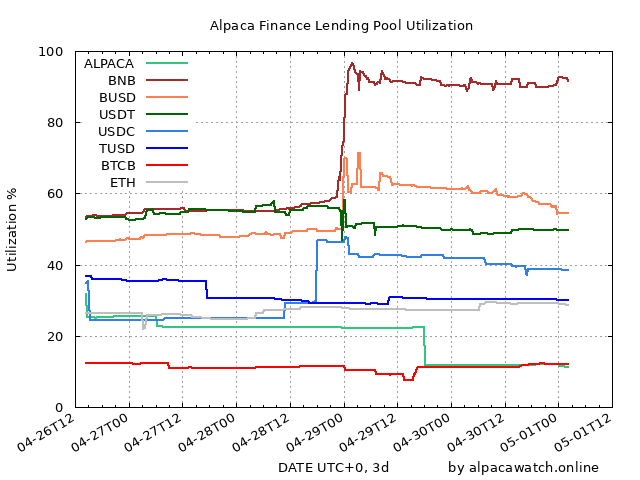 Alpaca Finance Lending Pool Utilization
100
80
60
40
20
0
Utilization %
ALPACA
BNB
BUSD
USDT
USDC
TUSD
BTCB
ETH
04-26T12
04-27T00
04-27T12
04-28T00
04-28T12
04-29T00
04-29T12
04-30T00
04-30T12
05-01T00
05-01T12
DATE UTC+0, 3d
by alpacawatch.online